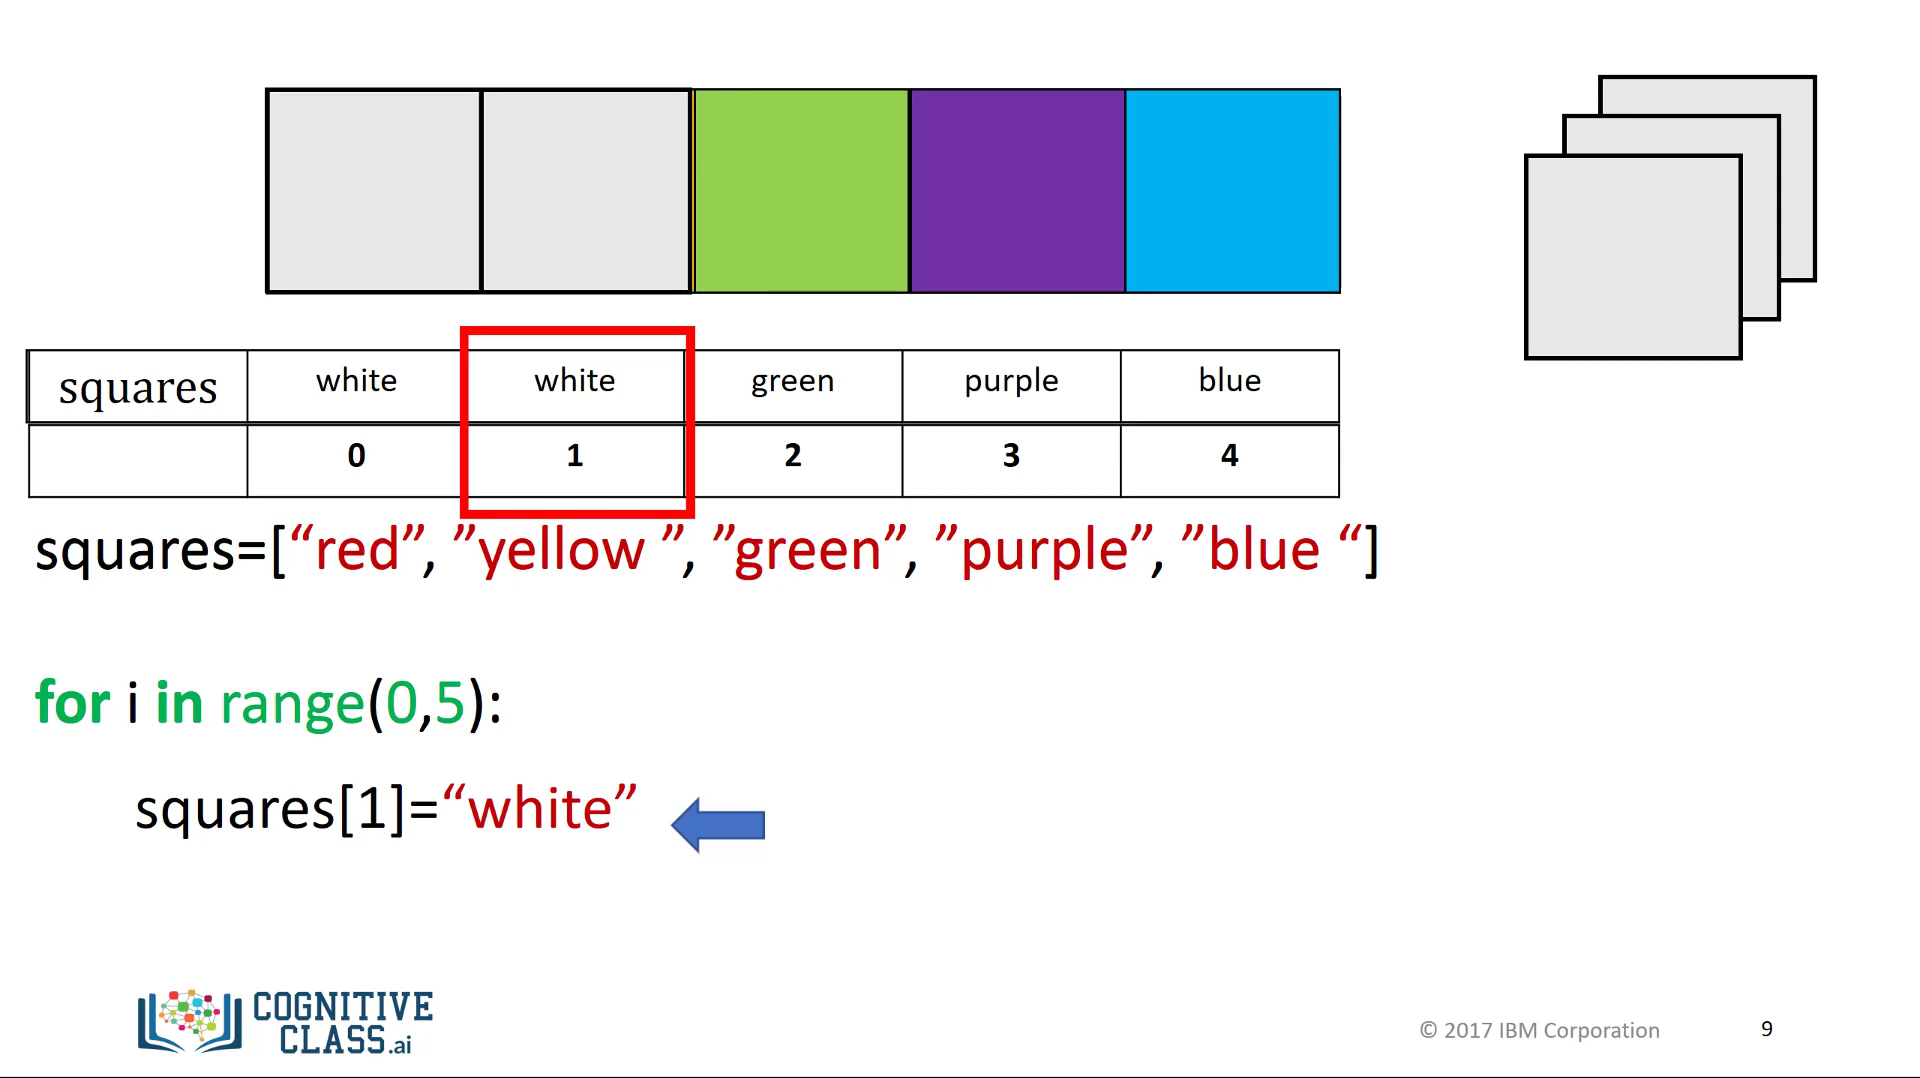 squares white white green purple blue
0 1 2 3 4
squares=[“red”, ”yellow ”, ”green”, ”purple”, ”blue “]
for i in range(0,5):
squares[1]=“white”
COGNITIVE
CLASS.ai
© 2017 IBM Corporation 9